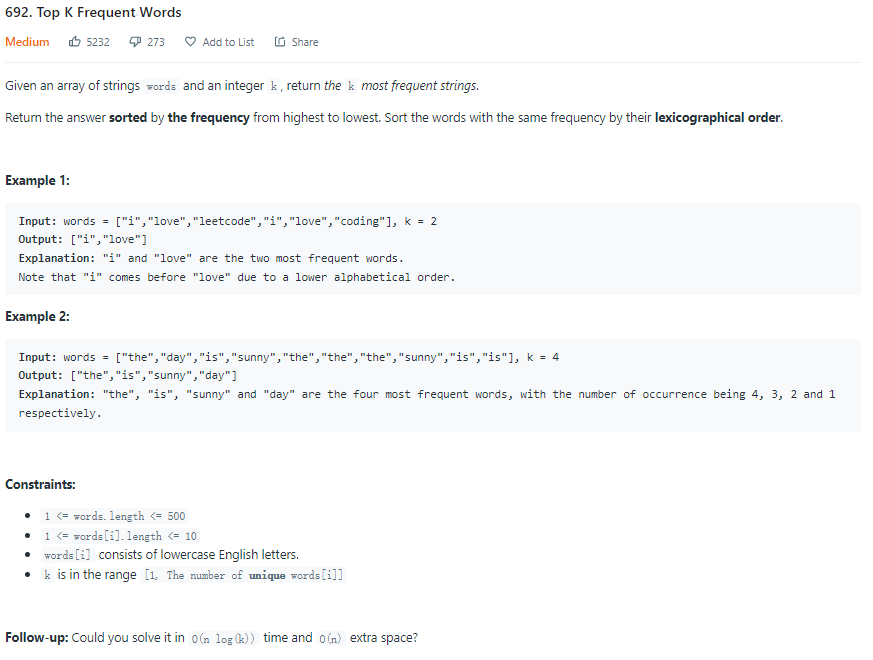 692. Top K Frequent Words
Medium 5232 273 Add to List Share
Given an array of strings words and an integer k, return the k most frequent strings.
Return the answer sorted by the frequency from highest to lowest. Sort the words with the same frequency by their lexicographical order.
Example 1:
Input: words = ["i","love","leetcode","i","love","coding"], k = 2
Output: ["i","love"]
Explanation: "i" and "love" are the two most frequent words.
Note that "i" comes before "love" due to a lower alphabetical order.
Example 2:
Input: words = ["the","day","is","sunny","the","the","the","sunny","is","is"], k = 4
Output: ["the","is","sunny","day"]
Explanation: "the", "is", "sunny" and "day" are the four most frequent words, with the number of occurrence being 4, 3, 2 and 1
respectively.
Constraints:
• 1 <= words.length <= 500
• 1 <= words[i].length <= 10
• words[i] consists of lowercase English letters.
• k is in the range [1, The number of unique words[i]]
Follow-up: Could you solve it in O(n log(k)) time and O(n) extra space?